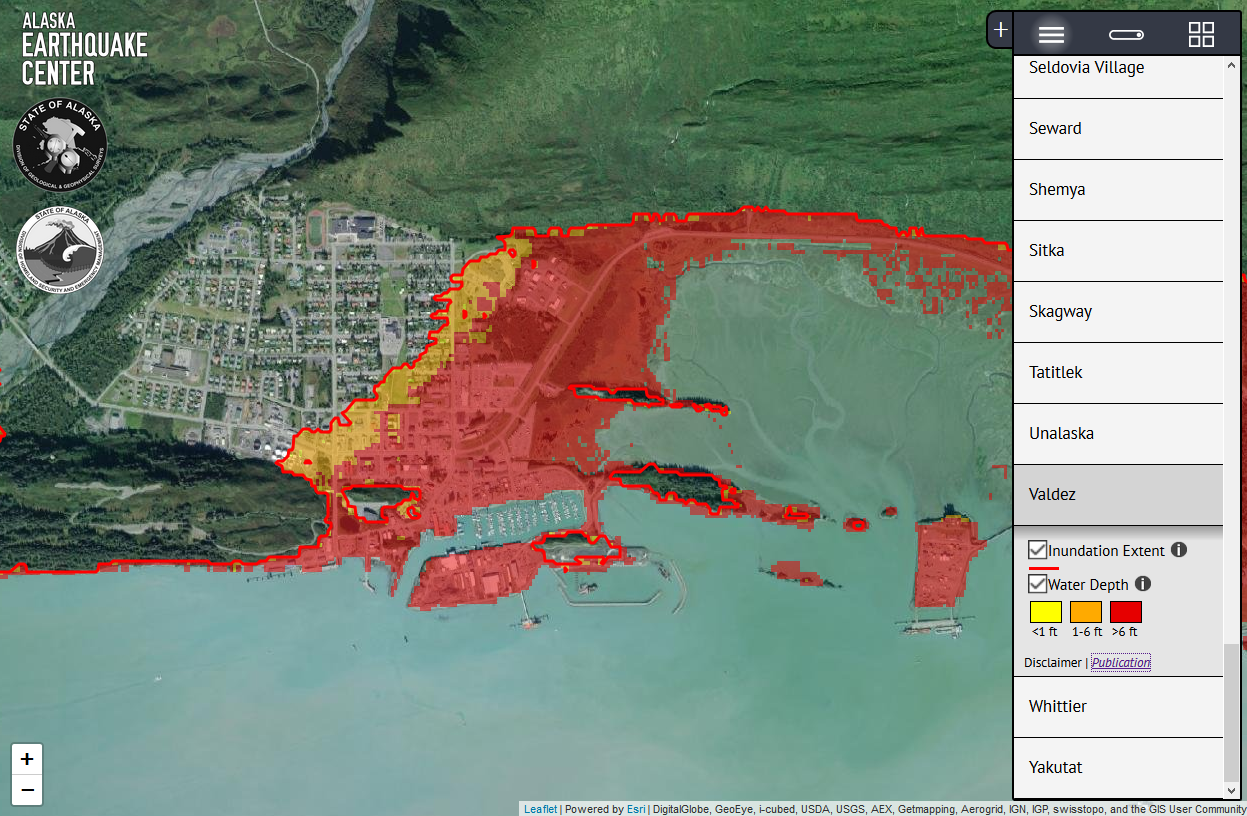 ALASKA
EARTHQUAKE
CENTER
STATE OF ALASKA
DIVISION OF GEOLOGICAL & GEOPHYSICAL SURVEYS
STATE OF ALASKA
DIVISION OF HOMELAND SECURITY AND EMERGENCY MANAGEMENT
+
−
+
Seldovia Village
Seward
Shemya
Sitka
Skagway
Tatitlek
Unalaska
Valdez
Inundation Extent i
Water Depth i
<1 ft 1-6 ft >6 ft
Disclaimer | Publication
Whittier
Yakutat
Leaflet | Powered by Esri | DigitalGlobe, GeoEye, i-cubed, USDA, USGS, AEX, Getmapping, Aerogrid, IGN, IGP, swisstopo, and the GIS User Community